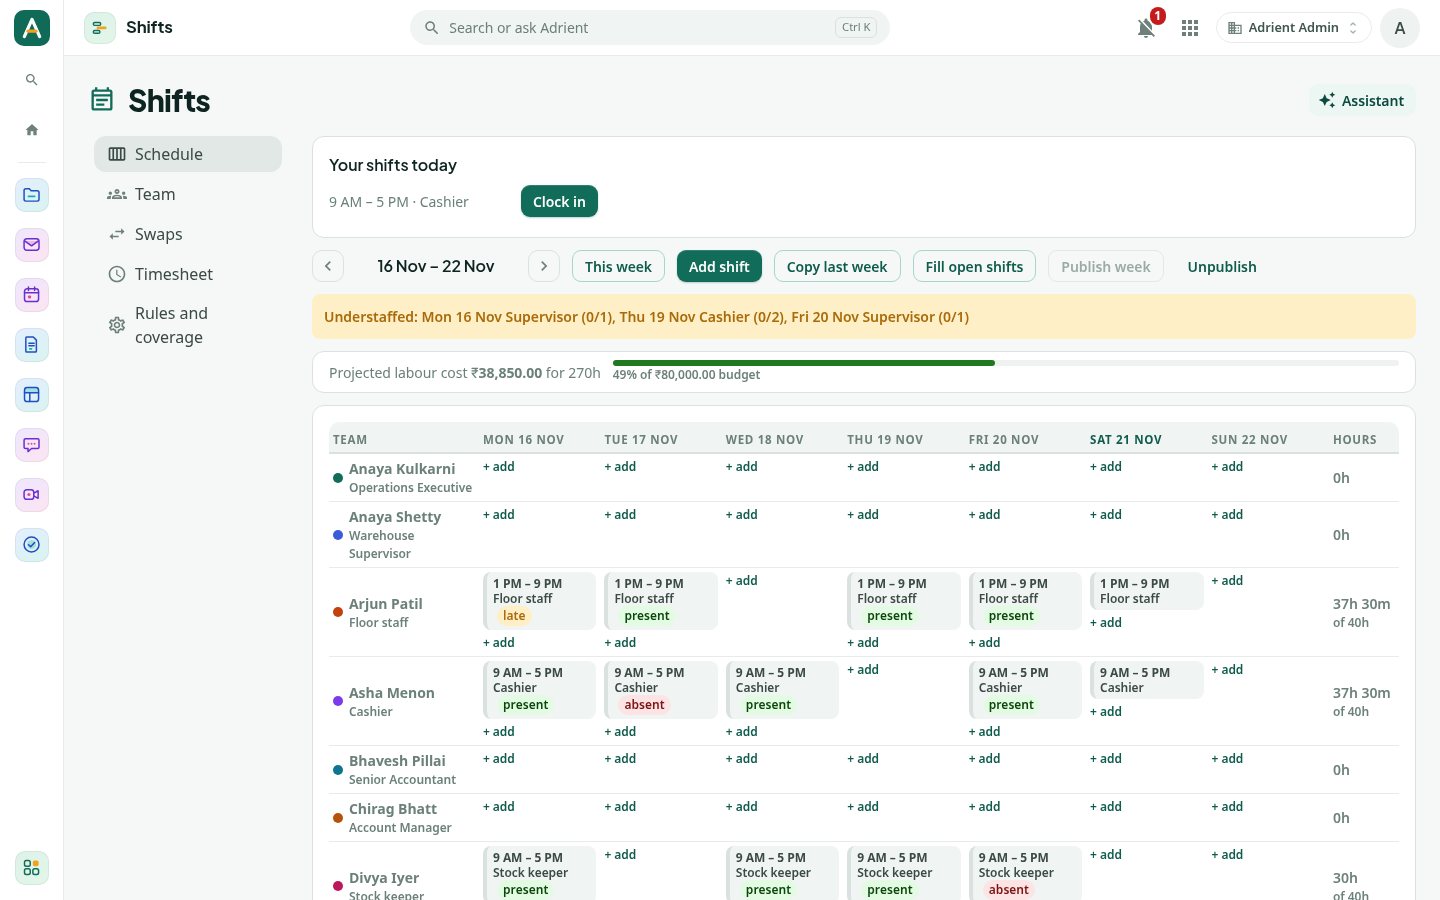 Shifts
Search or ask Adrient
Ctrl K
1
Adrient Admin
A
Shifts
Assistant
Schedule
Team
Swaps
Timesheet
Rules and
coverage
Your shifts today
9 AM – 5 PM · Cashier
Clock in
16 Nov – 22 Nov
This week
Add shift
Copy last week
Fill open shifts
Publish week
Unpublish
Understaffed: Mon 16 Nov Supervisor (0/1), Thu 19 Nov Cashier (0/2), Fri 20 Nov Supervisor (0/1)
Projected labour cost ₹38,850.00 for 270h
49% of ₹80,000.00 budget
TEAM MON 16 NOV TUE 17 NOV WED 18 NOV THU 19 NOV FRI 20 NOV SAT 21 NOV SUN 22 NOV HOURS
Anaya Kulkarni + add + add + add + add + add + add + add 0h
Operations Executive
Anaya Shetty + add + add + add + add + add + add + add 0h
Warehouse
Supervisor
1 PM – 9 PM 1 PM – 9 PM + add 1 PM – 9 PM 1 PM – 9 PM 1 PM – 9 PM + add
Floor staff Floor staff Floor staff Floor staff Floor staff
Arjun Patil late present present present 37h 30m
Floor staff + add of 40h
+ add + add + add + add
9 AM – 5 PM 9 AM – 5 PM 9 AM – 5 PM + add 9 AM – 5 PM 9 AM – 5 PM + add
Cashier Cashier Cashier Cashier Cashier
Asha Menon present absent present present 37h 30m
Cashier + add of 40h
+ add + add + add + add
Bhavesh Pillai + add + add + add + add + add + add + add 0h
Senior Accountant
Chirag Bhatt + add + add + add + add + add + add + add 0h
Account Manager
9 AM – 5 PM + add 9 AM – 5 PM 9 AM – 5 PM 9 AM – 5 PM + add + add
Stock keeper Stock keeper Stock keeper Stock keeper
Divya Iyer present present present absent 30h
Stock keeper of 40h